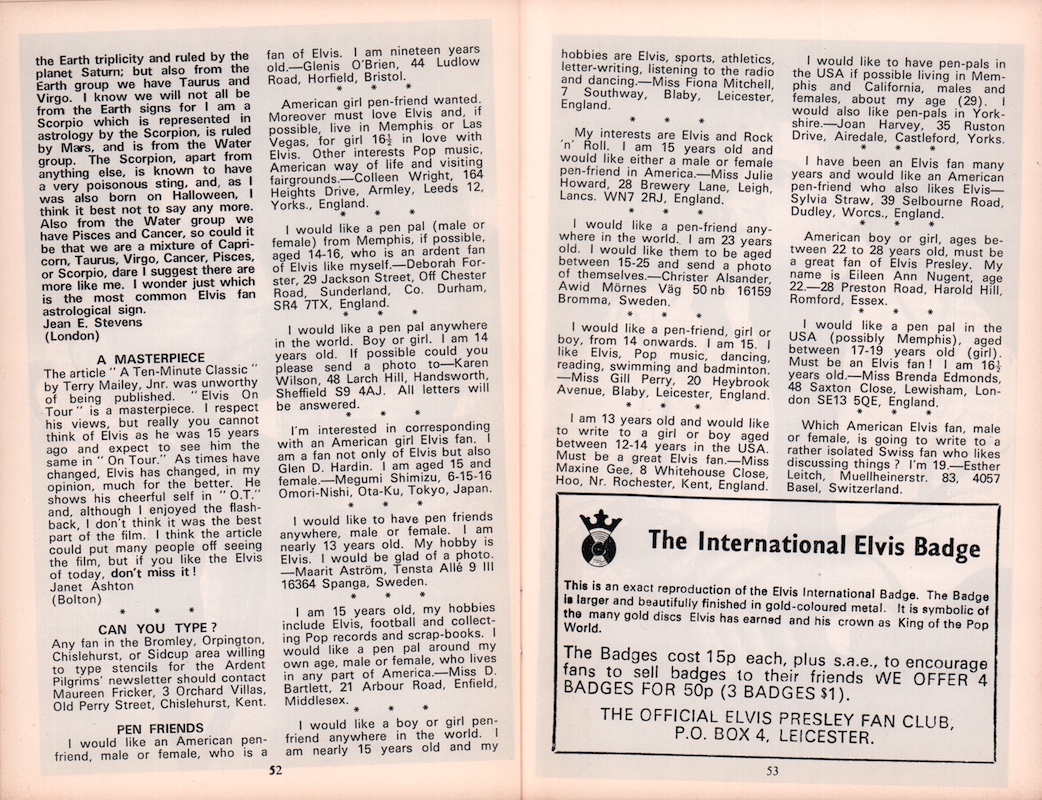 the Earth triplicity and ruled by the
planet Saturn; but also from the
Earth group we have Taurus and
Virgo. I know we will not all be
from the Earth signs for I am a
Scorpio which is represented in
astrology by the Scorpion, is ruled
by Mars, and is from the Water
group. The Scorpion, apart from
anything else, is known to have
a very poisonous sting, and, as I
was also born on Halloween, I
think it best not to say any more.
Also from the Water group we
have Pisces and Cancer, so could it
be that we are a mixture of Capri-
corn, Taurus, Virgo, Cancer, Pisces,
or Scorpio, dare I suggest there are
more like me. I wonder just which
is the most common Elvis fan
astrological sign.
Jean E. Stevens
(London)
A MASTERPIECE
The article " A Ten-Minute Classic "
by Terry Mailey, Jnr. was unworthy
of being published. " Elvis On
Tour " is a masterpiece. I respect
his views, but really you cannot
think of Elvis as he was 15 years
ago and expect to see him the
same in " On Tour." As times have
changed, Elvis has changed, in my
opinion, much for the better. He
shows his cheerful self in " O.T."
and, although I enjoyed the flash-
back, I don't think it was the best
part of the film. I think the article
could put many people off seeing
the film, but if you like the Elvis
of today, don't miss it !
Janet Ashton
(Bolton)
* * *
CAN YOU TYPE ?
Any fan in the Bromley, Orpington,
Chislehurst, or Sidcup area willing
to type stencils for the Ardent
Pilgrims' newsletter should contact
Maureen Fricker, 3 Orchard Villas,
Old Perry Street, Chislehurst, Kent.
PEN FRIENDS
I would like an American pen-
friend, male or female, who is a
fan of Elvis. I am nineteen years
old.—Glenis O'Brien, 44 Ludlow
Road, Horfield, Bristol.
* * *
American girl pen-friend wanted.
Moreover must love Elvis and, if
possible, live in Memphis or Las
Vegas, for girl 16½ in love with
Elvis. Other interests Pop music,
American way of life and visiting
fairgrounds.—Colleen Wright, 164
Heights Drive, Armley, Leeds 12,
Yorks., England.
* * *
I would like a pen pal (male or
female) from Memphis, if possible,
aged 14-16, who is an ardent fan
of Elvis like myself.—Deborah For-
ster, 29 Jackson Street, Off Chester
Road, Sunderland, Co. Durham,
SR4 7TX, England.
* * *
I would like a pen pal anywhere
in the world. Boy or girl. I am 14
years old. If possible could you
please send a photo to—Karen
Wilson, 48 Larch Hill, Handsworth,
Sheffield S9 4AJ. All letters will
be answered.
* * *
I'm interested in corresponding
with an American girl Elvis fan. I
am a fan not only of Elvis but also
Glen D. Hardin. I am aged 15 and
female.—Megumi Shimizu, 6-15-16
Omori-Nishi, Ota-Ku, Tokyo, Japan.
* * *
I would like to have pen friends
anywhere, male or female. I am
nearly 13 years old. My hobby is
Elvis. I would be glad of a photo.
—Maarit Aström, Tensta Allé 9 III
16364 Spanga, Sweden.
* * *
I am 15 years old, my hobbies
include Elvis, football and collect-
ing Pop records and scrap-books. I
would like a pen pal around my
own age, male or female, who lives
in any part of America.—Miss D.
Bartlett, 21 Arbour Road, Enfield,
Middlesex.
* * *
I would like a boy or girl pen-
friend anywhere in the world. I
am nearly 15 years old and my
52
hobbies are Elvis, sports, athletics,
letter-writing, listening to the radio
and dancing.—Miss Fiona Mitchell,
7 Southway, Blaby, Leicester,
England.
* * *
My interests are Elvis and Rock
'n' Roll. I am 15 years old and
would like either a male or female
pen-friend in America.—Miss Julie
Howard, 28 Brewery Lane, Leigh,
Lancs. WN7 2RJ, England.
* * *
I would like a pen-friend any-
where in the world. I am 23 years
old. I would like them to be aged
between 15-25 and send a photo
of themselves.—Christer Alsander,
Awid Mörnes Väg 50 nb 16159
Bromma, Sweden.
* * *
I would like a pen-friend, girl or
boy, from 14 onwards. I am 15. I
like Elvis, Pop music, dancing,
reading, swimming and badminton.
—Miss Gill Perry, 20 Heybrook
Avenue, Blaby, Leicester, England.
* * *
I am 13 years old and would like
to write to a girl or boy aged
between 12-14 years in the USA.
Must be a great Elvis fan.—Miss
Maxine Gee, 8 Whitehouse Close,
Hoo, Nr. Rochester, Kent, England.
I would like to have pen-pals in
the USA if possible living in Mem-
phis and California, males and
females, about my age (29). I
would also like pen-pals in York-
shire.—Joan Harvey, 35 Ruston
Drive, Airedale, Castleford, Yorks.
* * *
I have been an Elvis fan many
years and would like an American
pen-friend who also likes Elvis—
Sylvia Straw, 39 Selbourne Road,
Dudley, Worcs., England.
* * *
American boy or girl, ages be-
tween 22 to 28 years old, must be
a great fan of Elvis Presley. My
name is Eileen Ann Nugent, age
22.—28 Preston Road, Harold Hill,
Romford, Essex.
* * *
I would like a pen pal in the
USA (possibly Memphis), aged
between 17-19 years old (girl).
Must be an Elvis fan ! I am 16½
years old.—Miss Brenda Edmonds,
48 Saxton Close, Lewisham, Lon-
don SE13 5QE, England.
* * *
Which American Elvis fan, male
or female, is going to write to a
rather isolated Swiss fan who likes
discussing things ? I'm 19.—Esther
Leitch, Muellheinerstr. 83, 4057
Basel, Switzerland.
The International Elvis Badge
This is an exact reproduction of the Elvis International Badge. The Badge
is larger and beautifully finished in gold-coloured metal. It is symbolic of
the many gold discs Elvis has earned and his crown as King of the Pop
World.
The Badges cost 15p each, plus s.a.e., to encourage
fans to sell badges to their friends WE OFFER 4
BADGES FOR 50p (3 BADGES $1).
THE OFFICIAL ELVIS PRESLEY FAN CLUB,
P.O. BOX 4, LEICESTER.
53